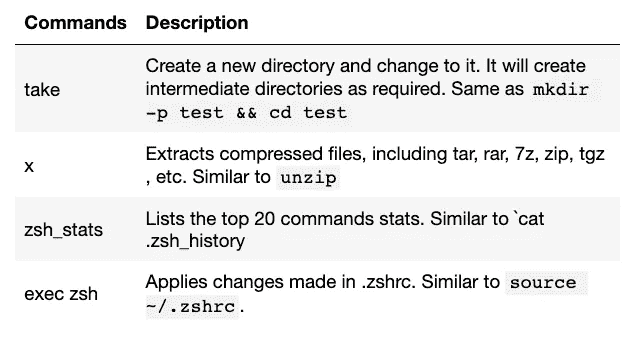 Commands Description
take
Create a new directory and change to it. It will create
intermediate directories as required. Same as mkdir
-p test && cd test
x
Extracts compressed files, including tar, rar, 7z, zip, tgz
, etc. Similar to unzip
zsh_stats
Lists the top 20 commands stats. Similar to `cat
.zsh_history
exec zsh
Applies changes made in .zshrc. Similar to source
~/.zshrc.